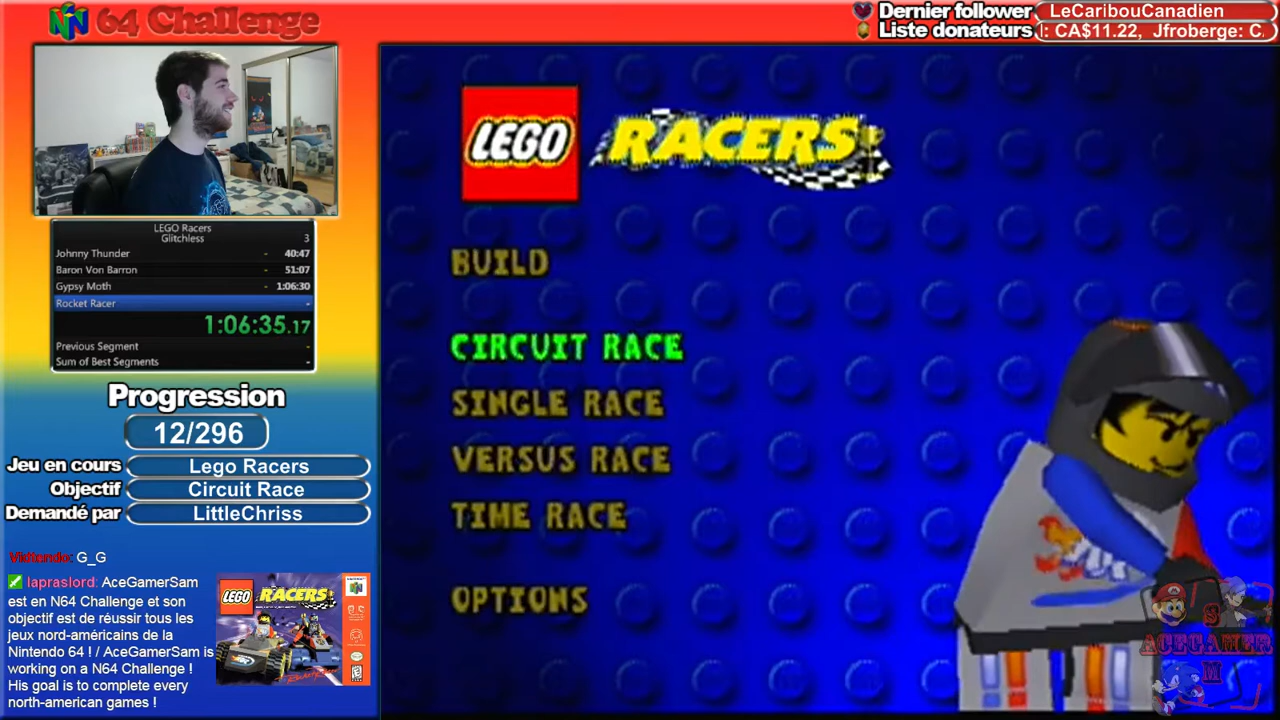 64 Challenge
Dernier follower
LeCaribouCanadien
Liste donateurs
: CA$11.22, Jfroberge: C
LEGO Racers
Glitchless
3
Johnny Thunder - 40:47
Baron Von Barron - 51:07
Gypsy Moth - 1:06:30
Rocket Racer -
1:06:35.17
Previous Segment -
Sum of Best Segments -
Progression
12/296
Jeu en cours
Lego Racers
Objectif
Circuit Race
Demandé par
LittleChriss
Visitendo: G_G
lapraslord: AceGamerSam
est en N64 Challenge et son
objectif est de réussir tous les
jeux nord-américains de la
Nintendo 64 ! / AceGamerSam is
working on a N64 Challenge !
His goal is to complete every
north-american games !
LEGO RACERS
LEGO RACERS
BUILD
CIRCUIT RACE
SINGLE RACE
VERSUS RACE
TIME RACE
OPTIONS
S
ACEGAMER
M